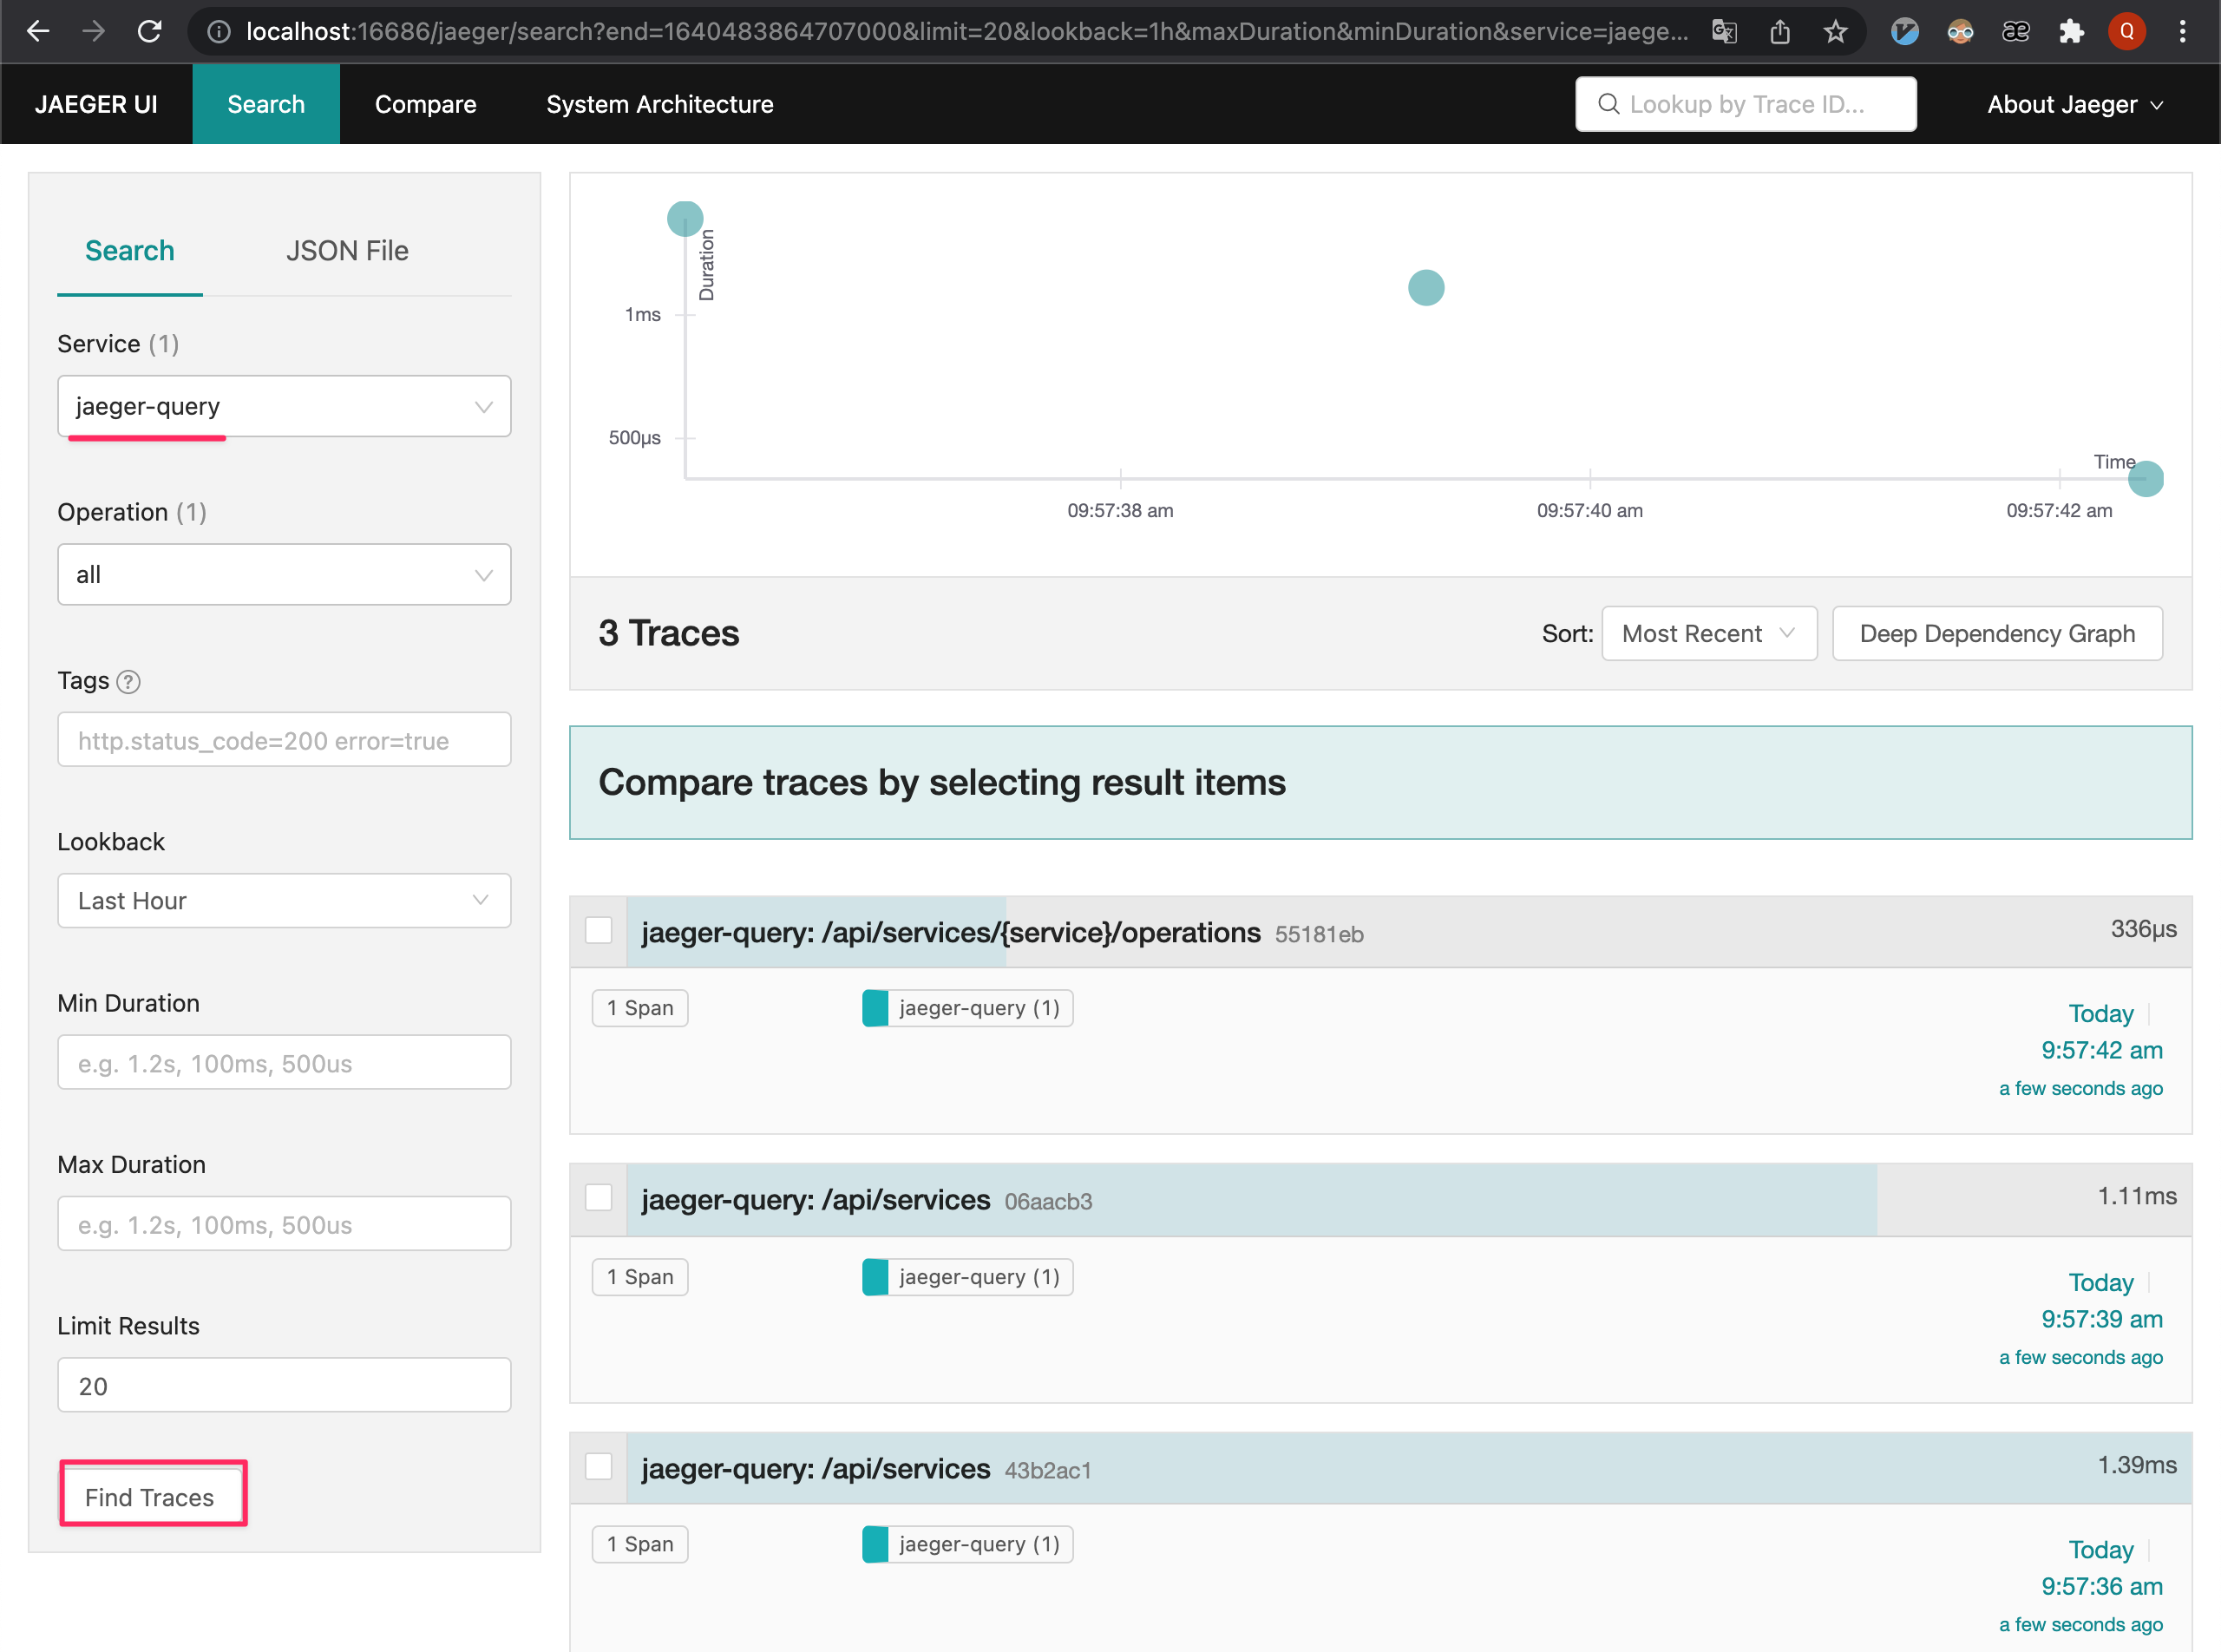 localhost:16686/jaeger/search?end=1640483864707000&limit=20&lookback=1h&maxDuration&minDuration&service=jaege...
Q
JAEGER UI
Search
Compare
System Architecture
Lookup by Trace ID...
About Jaeger
Search
JSON File
Service (1)
jaeger-query
Operation (1)
all
Tags
http.status_code=200 error=true
Lookback
Last Hour
Min Duration
e.g. 1.2s, 100ms, 500us
Max Duration
e.g. 1.2s, 100ms, 500us
Limit Results
20
Find Traces
Duration
1ms
500μs
Time
09:57:38 am
09:57:40 am
09:57:42 am
3 Traces
Sort:
Most Recent
Deep Dependency Graph
Compare traces by selecting result items
jaeger-query: /api/services/{service}/operations 55181eb
336μs
1 Span
jaeger-query (1)
Today
9:57:42 am
a few seconds ago
jaeger-query: /api/services 06aacb3
1.11ms
1 Span
jaeger-query (1)
Today
9:57:39 am
a few seconds ago
jaeger-query: /api/services 43b2ac1
1.39ms
1 Span
jaeger-query (1)
Today
9:57:36 am
a few seconds ago